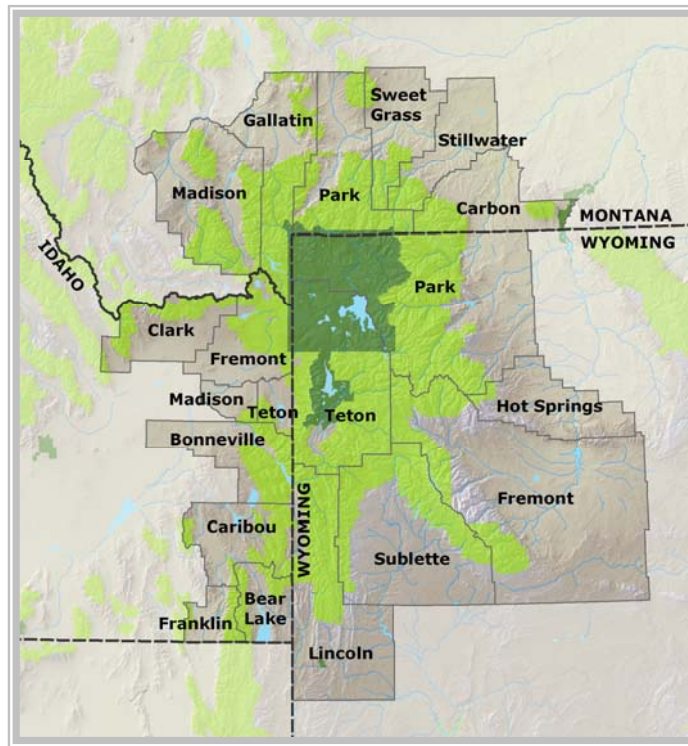 Sweet
Grass
Gallatin
Stillwater
Madison
Park
Carbon
MONTANA
WYOMING
IDAHO
Park
Clark
Fremont
Madison
Teton
Teton
Hot Springs
Bonneville
Fremont
WYOMING
Caribou
Sublette
Bear
Lake
Franklin
Lincoln